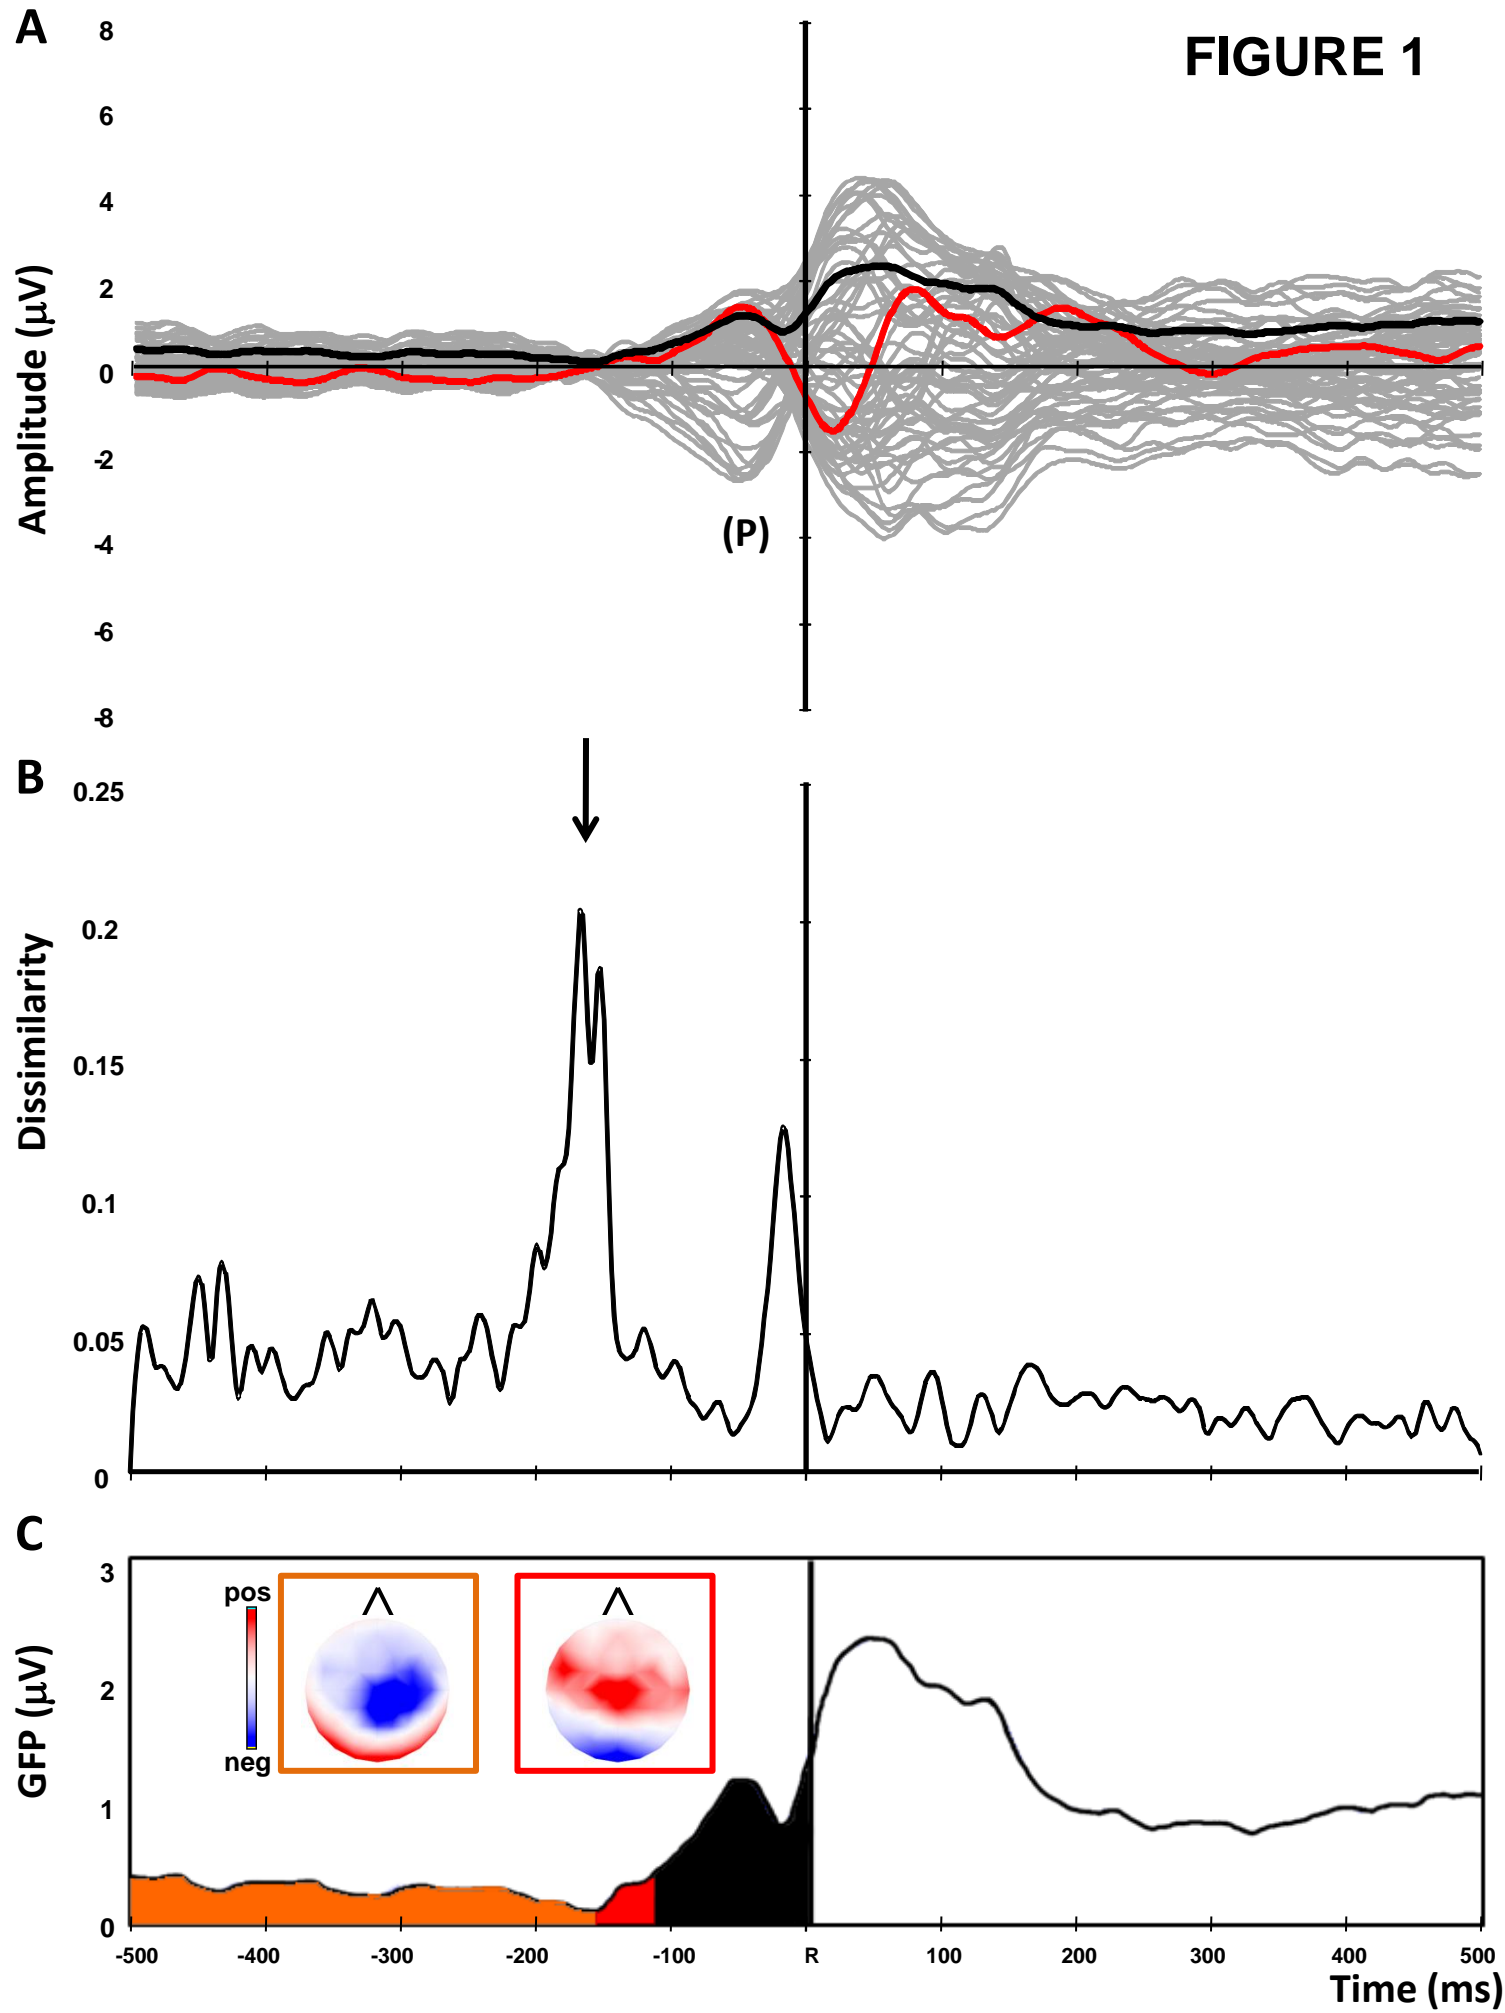 A
FIGURE 1
8
6
4
2
0
-2
-4
-6
-8
Amplitude (μV)
(P)
B
0.25
0.2
0.15
0.1
0.05
0
Dissimilarity
C
3
2
1
0
GFP (μV)
pos
neg
-500 -400 -300 -200 -100 R 100 200 300 400 500
Time (ms)